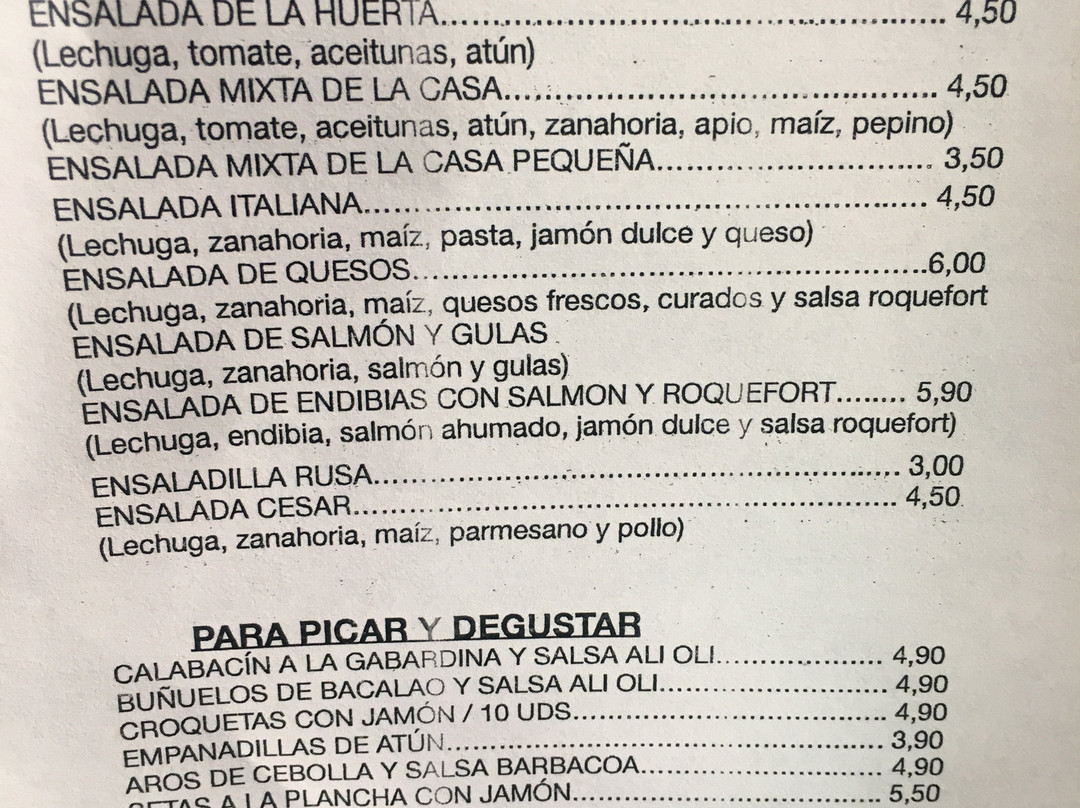 ENSALADA DE LA HUERTA................................................ 4,50
(Lechuga, tomate, aceitunas, atún)
ENSALADA MIXTA DE LA CASA.......................................... 4,50
(Lechuga, tomate, aceitunas, atún, zanahoria, apio, maíz, pepino)
ENSALADA MIXTA DE LA CASA PEQUEÑA........................... 3,50
ENSALADA ITALIANA....................................................... 4,50
(Lechuga, zanahoria, maíz, pasta, jamón dulce y queso)
ENSALADA DE QUESOS...................................................6,00
(Lechuga, zanahoria, maíz, quesos frescos, curados y salsa roquefort
ENSALADA DE SALMÓN Y GULAS
(Lechuga, zanahoria, salmón y gulas)
ENSALADA DE ENDIBIAS CON SALMON Y ROQUEFORT........ 5,90
(Lechuga, endibia, salmón ahumado, jamón dulce y salsa roquefort)
ENSALADILLA RUSA..................................................... 3,00
ENSALADA CESAR....................................................... 4,50
(Lechuga, zanahoria, maíz, parmesano y pollo)
PARA PICAR Y DEGUSTAR
CALABACÍN A LA GABARDINA Y SALSA ALI OLI.................. 4,90
BUÑUELOS DE BACALAO Y SALSA ALI OLI......................... 4,90
CROQUETAS CON JAMÓN / 10 UDS.................................. 4,90
EMPANADILLAS DE ATÚN............................................... 3,90
AROS DE CEBOLLA Y SALSA BARBACOA........................... 4,90
SETAS A LA PLANCHA CON JAMÓN.................................. 5,50